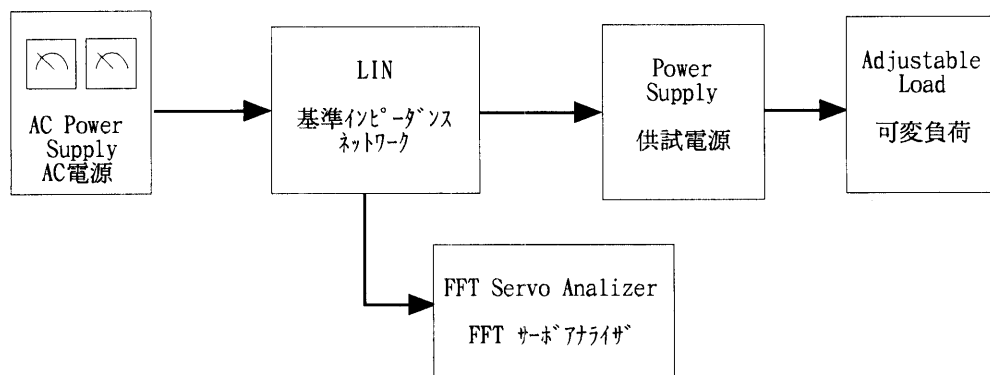 AC Power
Supply
AC電源
LIN
基準ｲﾝﾋﾟｰﾀﾞﾝｽ
ﾈｯﾄﾜｰｸ
Power
Supply
供試電源
Adjustable
Load
可変負荷
FFT Servo Analizer
FFT ｻｰﾎﾞｱﾅﾗｲｻﾞ